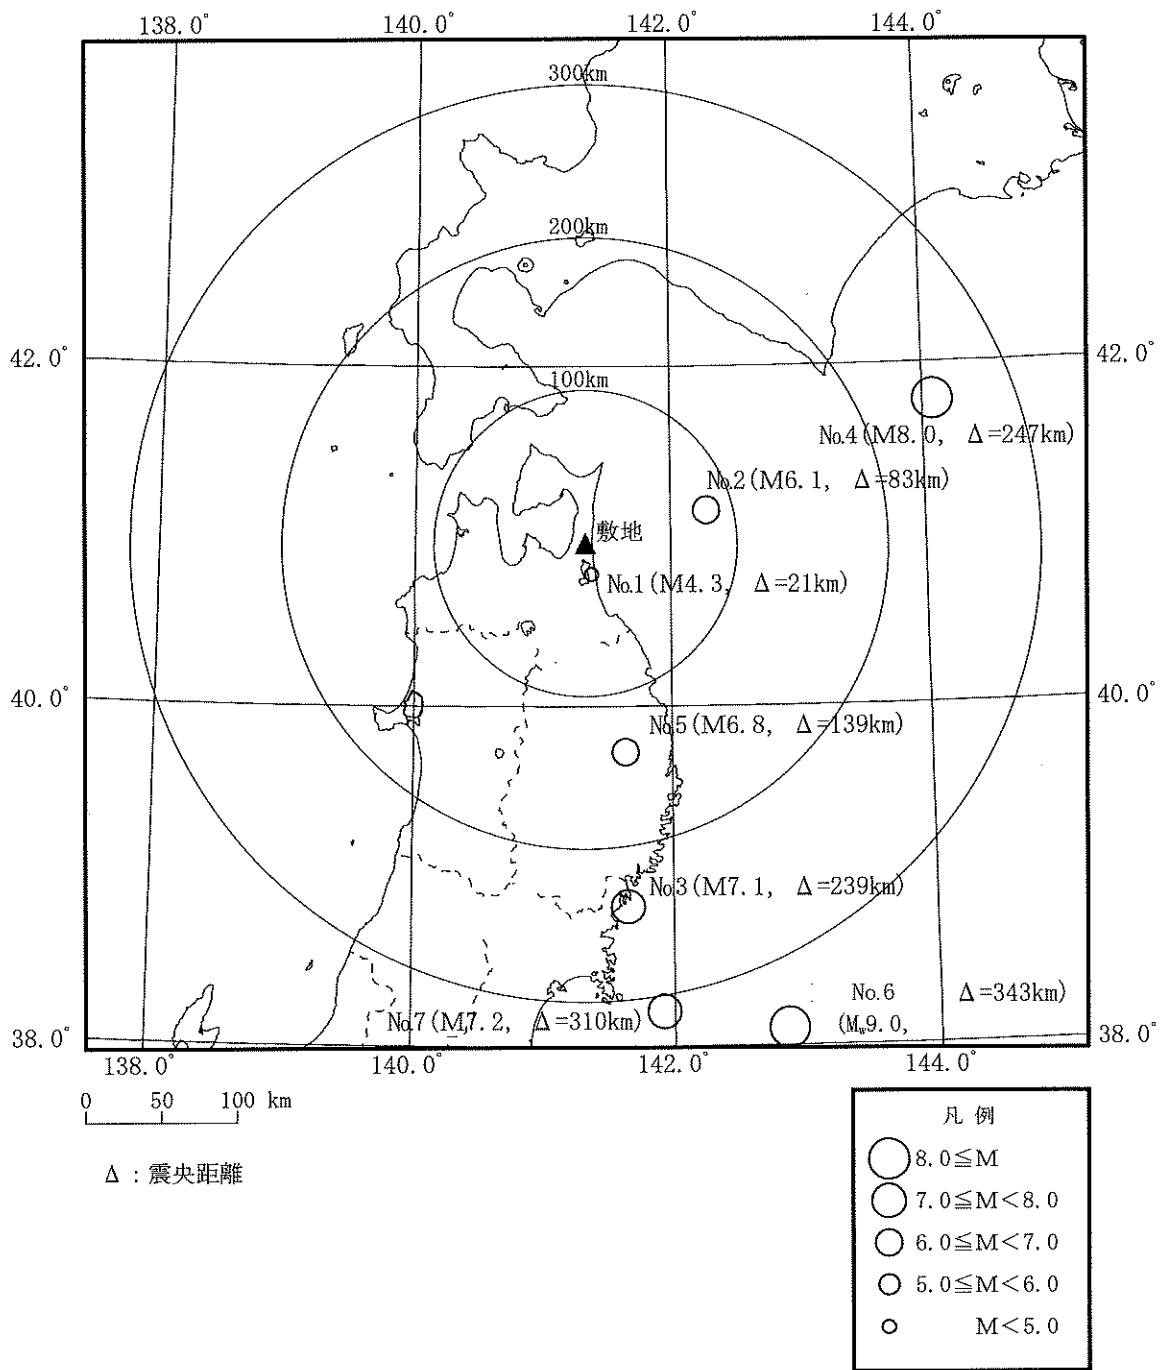 138.0° 140.0° 142.0° 144.0°
300km
200km
42.0° 42.0°
100km
No.4(M8.0, Δ=247km)
No.2(M6.1, Δ=83km)
敷地
No.1(M4.3, Δ=21km)
40.0° 40.0°
No.5(M6.8, Δ=139km)
No.3(M7.1, Δ=239km)
No.6 Δ=343km)
No.7(M7.2, Δ=310km) (Mw9.0,
38.0° 38.0°
138.0° 140.0° 142.0° 144.0°
0 50 100 km
Δ:震央距離
凡 例
8.0≦M
7.0≦M<8.0
6.0≦M<7.0
5.0≦M<6.0
M<5.0